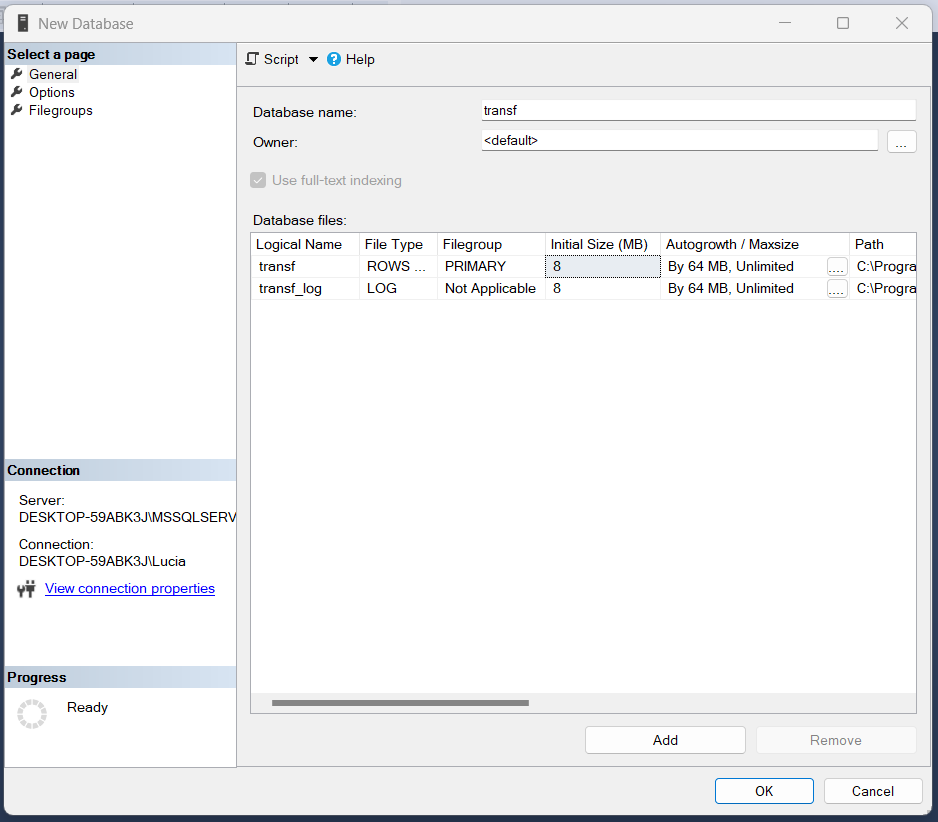 New Database
Select a page
General
Options
Filegroups
Script
Help
Database name: transf
Owner: <default> ...
Use full-text indexing
Database files:
Logical Name File Type Filegroup Initial Size (MB) Autogrowth / Maxsize Path
transf ROWS ... PRIMARY 8 By 64 MB, Unlimited .... C:\Progra
transf_log LOG Not Applicable 8 By 64 MB, Unlimited .... C:\Progra
Connection
Server:
DESKTOP-59ABK3J\MSSQLSERV
Connection:
DESKTOP-59ABK3J\Lucia
View connection properties
Progress
Ready
Add Remove
OK Cancel